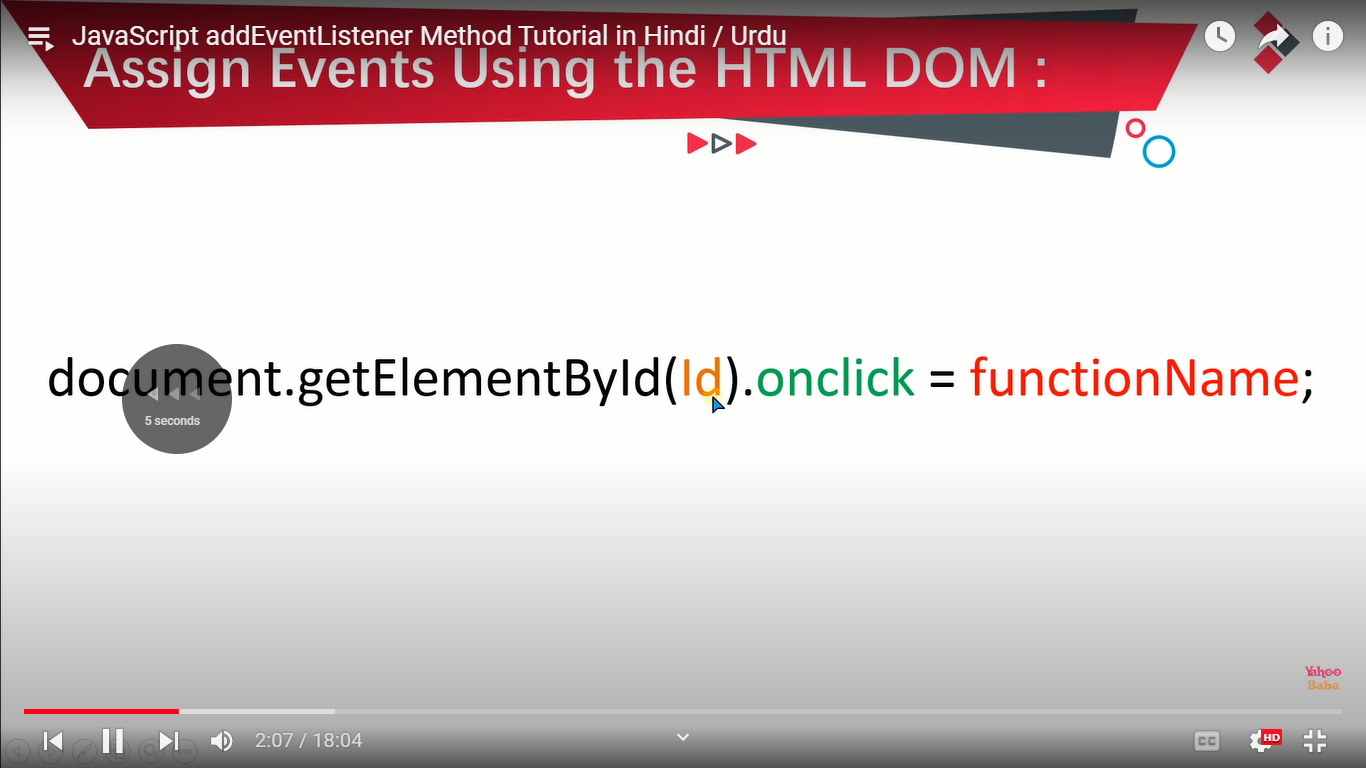 JavaScript addEventListener Method Tutorial in Hindi / Urdu
Assign Events Using the HTML DOM :
document.getElementById(Id).onclick = functionName;
5 seconds
Yahoo
Baba
2:07 / 18:04
CC
HD